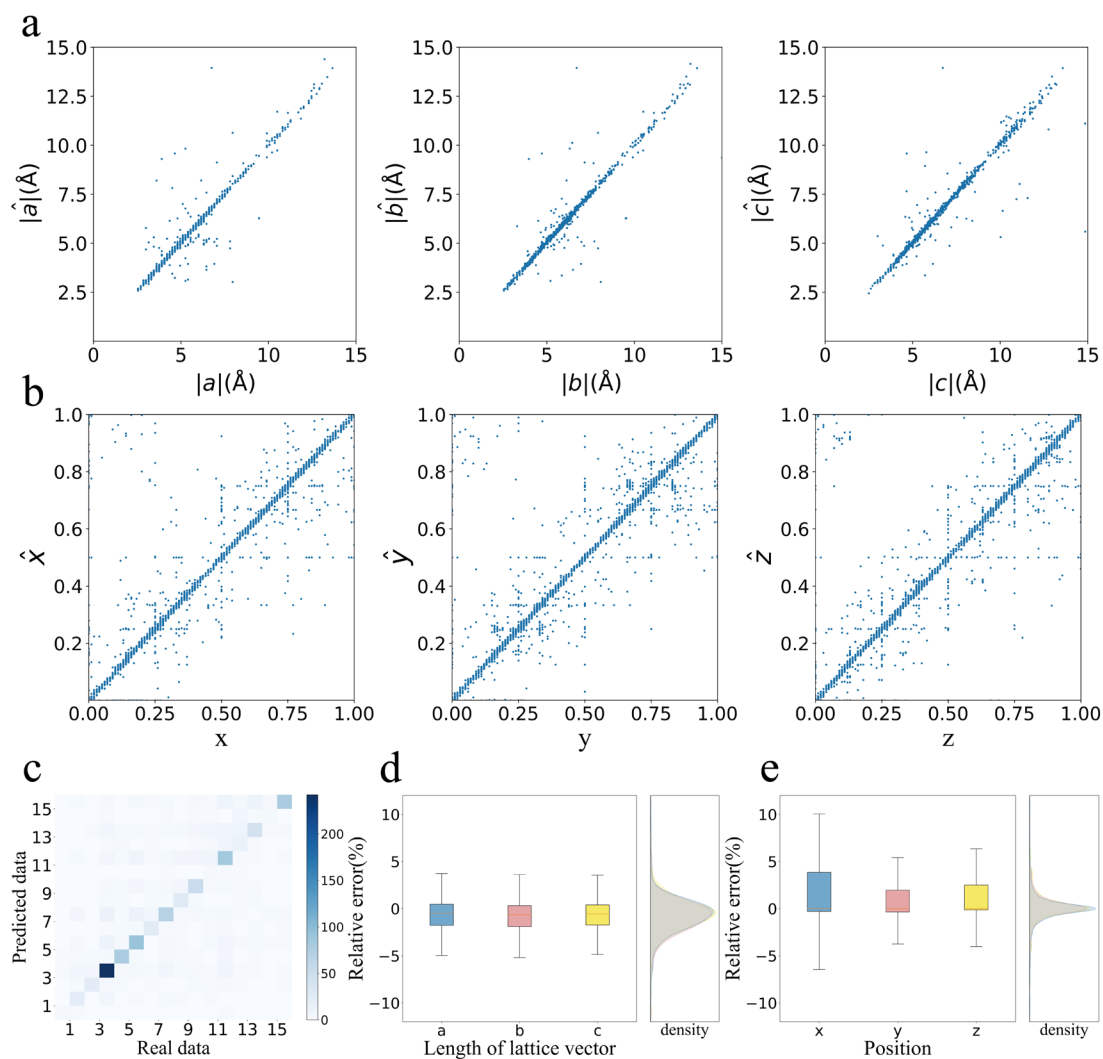 a
15.0 15.0 15.0
12.5 12.5 12.5
10.0 10.0 10.0
|â|(Å) |b̂|(Å) |ĉ|(Å)
7.5 7.5 7.5
5.0 5.0 5.0
2.5 2.5 2.5
0 5 10 15 0 5 10 15 0 5 10 15
|a|(Å) |b|(Å) |c|(Å)
b
1.0 1.0 1.0
0.8 0.8 0.8
0.6 0.6 0.6
x̂ ŷ ẑ
0.4 0.4 0.4
0.2 0.2 0.2
0.00 0.25 0.50 0.75 1.00 0.00 0.25 0.50 0.75 1.00 0.00 0.25 0.50 0.75 1.00
x y z
c
Predicted data
15
13
11
9
7
5
3
1
1 3 5 7 9 11 13 15
Real data
200
150
100
50
0
d
Relative error(%)
10
5
0
−5
−10
a b c density
Length of lattice vector
e
Relative error(%)
10
5
0
−5
−10
x y z density
Position